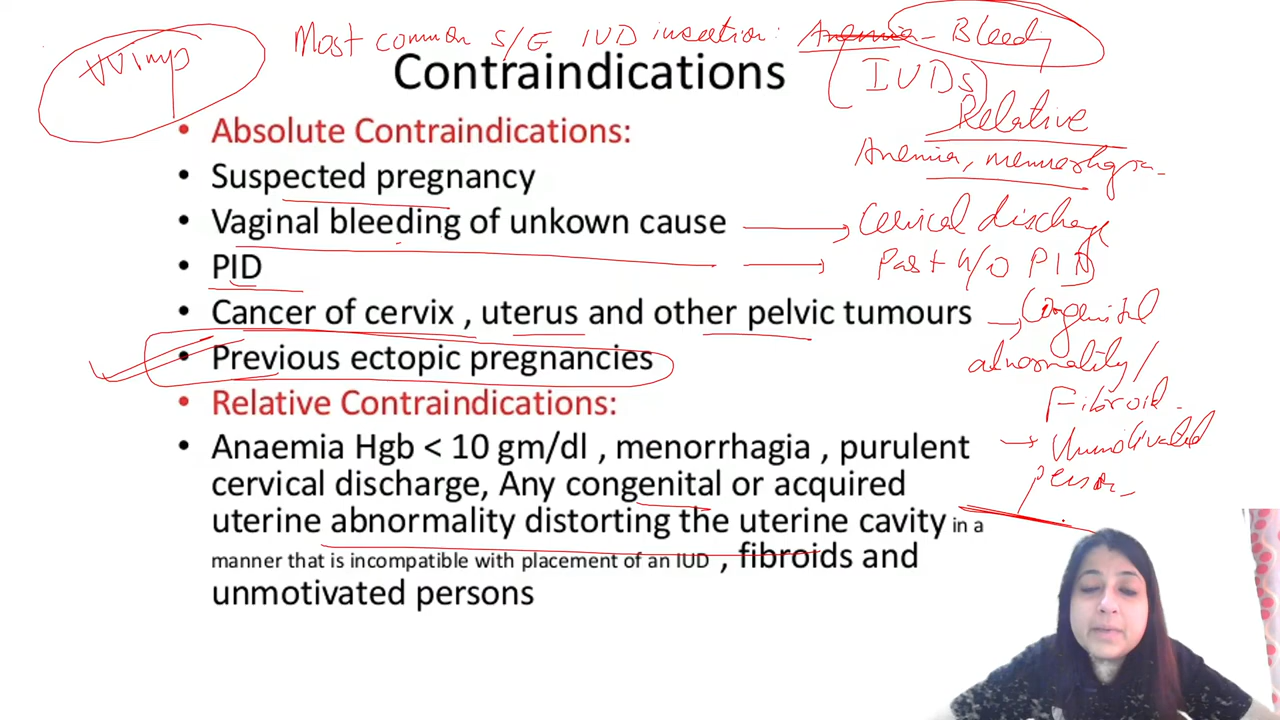 VVimp
Most common S/E IUD insertion: Anemia - Bleeding
Contraindications
(IUDs)
• Absolute Contraindications:
• Suspected pregnancy
• Vaginal bleeding of unkown cause
• PID
• Cancer of cervix , uterus and other pelvic tumours
• Previous ectopic pregnancies
• Relative Contraindications:
• Anaemia Hgb < 10 gm/dl , menorrhagia , purulent
cervical discharge, Any congenital or acquired
uterine abnormality distorting the uterine cavity in a
manner that is incompatible with placement of an IUD , fibroids and
unmotivated persons
Relative
Anemia, menorrhagia
Cervical discharge
Past h/o PID
Congenital
abnormality/
Fibroid
Unmotivated
person